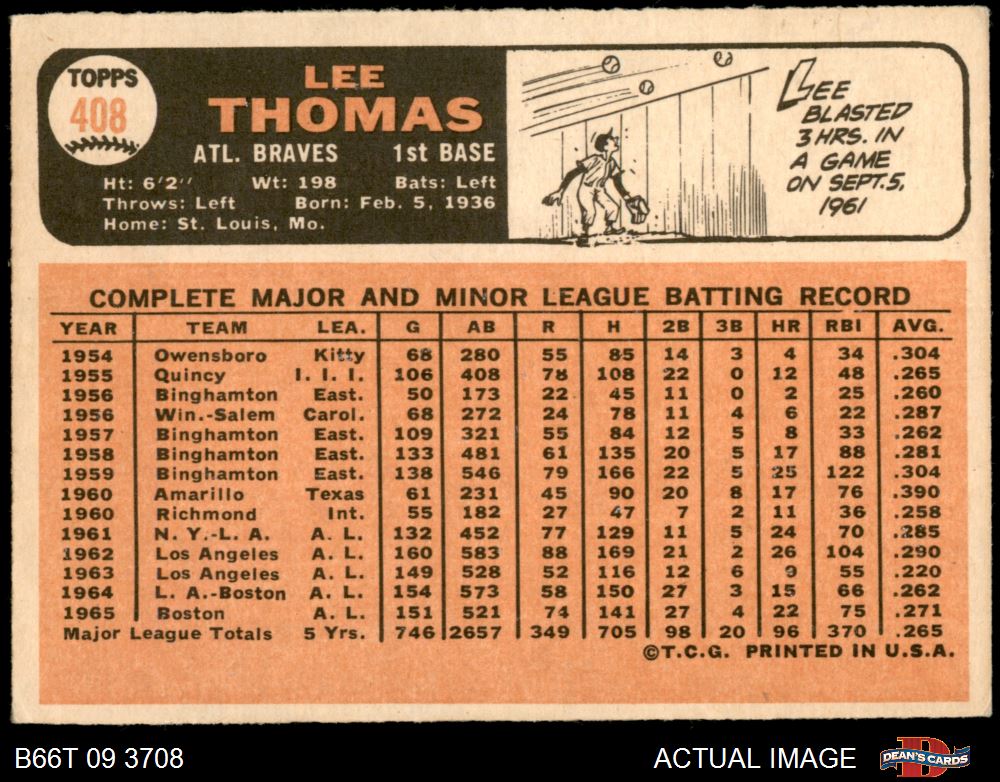 TOPPS
408
LEE
THOMAS
ATL. BRAVES 1st BASE
Ht: 6'2" Wt: 198 Bats: Left
Throws: Left Born: Feb. 5, 1936
Home: St. Louis, Mo.
LEE
BLASTED
3 HRS. IN
A GAME
ON SEPT. 5,
1961
COMPLETE MAJOR AND MINOR LEAGUE BATTING RECORD
YEAR TEAM LEA. G AB R H 2B 3B HR RBI AVG.
1954 Owensboro Kitty 68 280 55 85 14 3 4 34 .304
1955 Quincy I. I. I. 106 408 78 108 22 0 12 48 .265
1956 Binghamton East. 50 173 22 45 11 0 2 25 .260
1956 Win.-Salem Carol. 68 272 24 78 11 4 6 22 .287
1957 Binghamton East. 109 321 55 84 12 5 8 33 .262
1958 Binghamton East. 133 481 61 135 20 5 17 88 .281
1959 Binghamton East. 138 546 79 166 22 5 25 122 .304
1960 Amarillo Texas 61 231 45 90 20 8 17 76 .390
1960 Richmond Int. 55 182 27 47 7 2 11 36 .258
1961 N. Y.-L. A. A. L. 132 452 77 129 11 5 24 70 .285
1962 Los Angeles A. L. 160 583 88 169 21 2 26 104 .290
1963 Los Angeles A. L. 149 528 52 116 12 6 9 55 .220
1964 L. A.-Boston A. L. 154 573 58 150 27 3 15 66 .262
1965 Boston A. L. 151 521 74 141 27 4 22 75 .271
Major League Totals 5 Yrs. 746 2657 349 705 98 20 96 370 .265
©T.C.G. PRINTED IN U.S.A.
B66T 09 3708 ACTUAL IMAGE DEAN'S CARDS